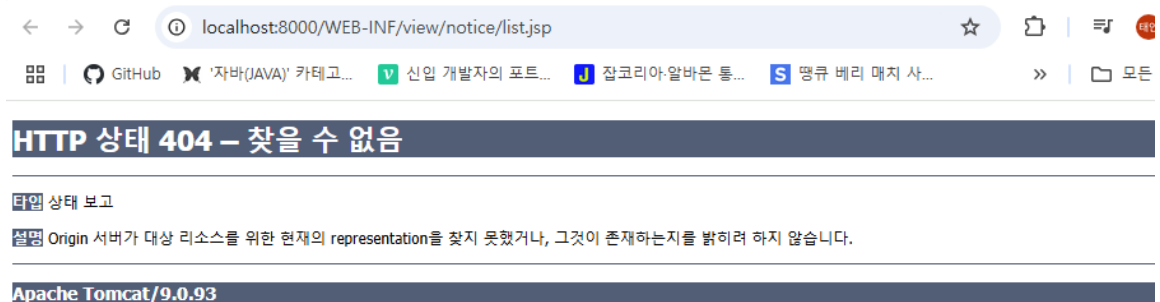 localhost:8000/WEB-INF/view/notice/list.jsp
태인
GitHub '자바(JAVA)' 카테고... 신입 개발자의 포트... 잡코리아·알바몬 통... 땡큐 베리 매치 사... » 모든
HTTP 상태 404 – 찾을 수 없음
타입 상태 보고
설명 Origin 서버가 대상 리소스를 위한 현재의 representation을 찾지 못했거나, 그것이 존재하는지를 밝히려 하지 않습니다.
Apache Tomcat/9.0.93